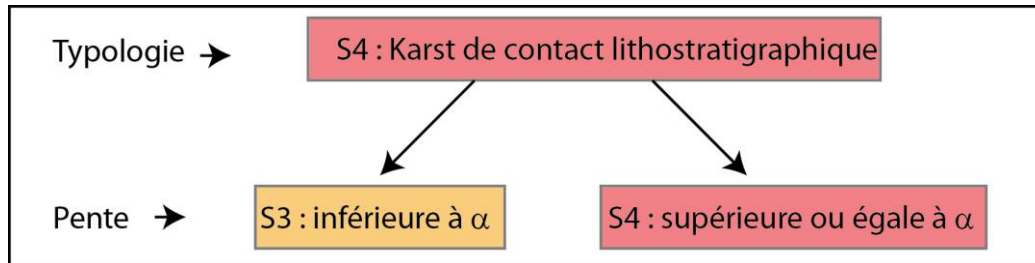 Typologie
S4 : Karst de contact lithostratigraphique
Pente
S3 : inférieure à α
S4 : supérieure ou égale à α